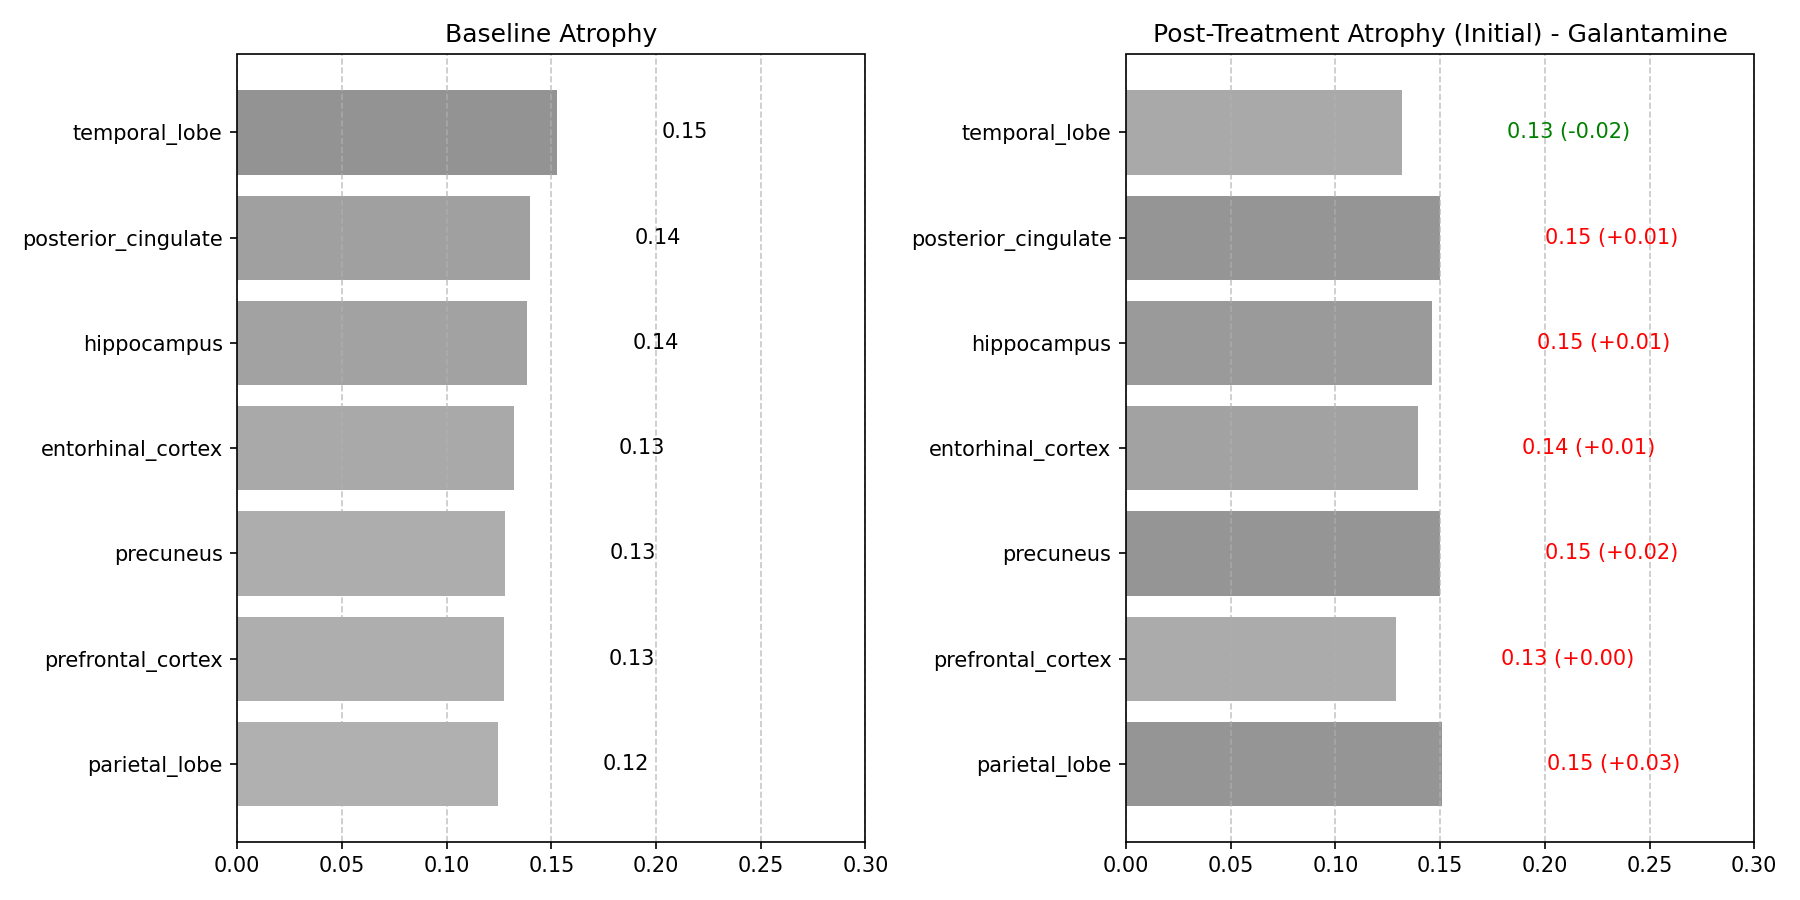 Baseline Atrophy
temporal_lobe
0.15
posterior_cingulate
0.14
hippocampus
0.14
entorhinal_cortex
0.13
precuneus
0.13
prefrontal_cortex
0.13
parietal_lobe
0.12
0.00 0.05 0.10 0.15 0.20 0.25 0.30
Post-Treatment Atrophy (Initial) - Galantamine
temporal_lobe
0.13 (-0.02)
posterior_cingulate
0.15 (+0.01)
hippocampus
0.15 (+0.01)
entorhinal_cortex
0.14 (+0.01)
precuneus
0.15 (+0.02)
prefrontal_cortex
0.13 (+0.00)
parietal_lobe
0.15 (+0.03)
0.00 0.05 0.10 0.15 0.20 0.25 0.30